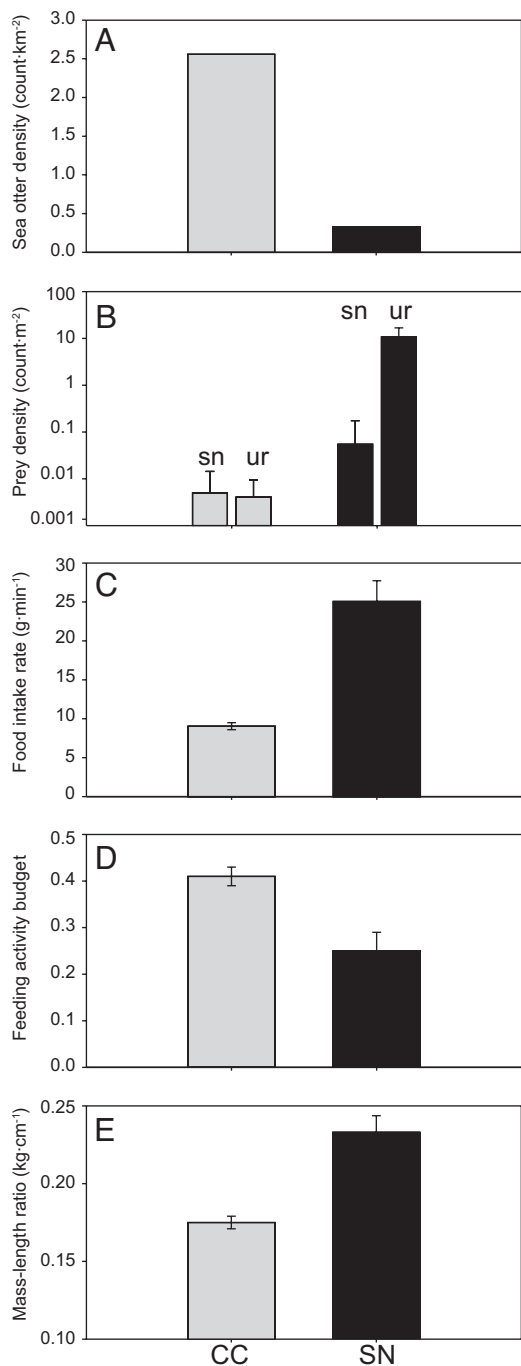 A
Sea otter density (count·km⁻²)
3.0
2.5
2.0
1.5
1.0
0.5
0.0
B
Prey density (count·m⁻²)
100
10
1
0.1
0.01
0.001
sn ur
sn ur
C
Food intake rate (g·min⁻¹)
30
25
20
15
10
5
0
D
Feeding activity budget
0.5
0.4
0.3
0.2
0.1
0.0
E
Mass-length ratio (kg·cm⁻¹)
0.25
0.20
0.15
0.10
CC SN